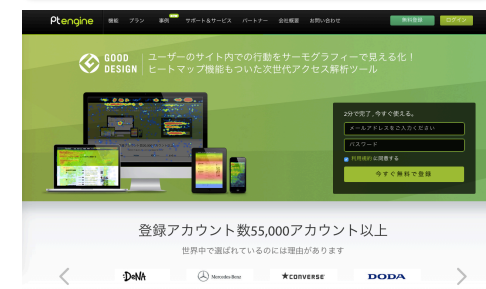 Ptengine 機能 プラン 事例 サポート＆サービス パートナー 会社概要 お問い合わせ 無料登録 ログイン
GOOD DESIGN
ユーザーのサイト内での行動をサーモグラフィーで見える化！
ヒートマップ機能もついた次世代アクセス解析ツール
2分で完了、今すぐ使える。
メールアドレスをご入力ください
パスワード
利用規約に同意する
今すぐ無料で登録
登録アカウント数55,000アカウント以上
世界中で選ばれているのには理由があります
DeNA Mercedes-Benz CONVERSE DODA